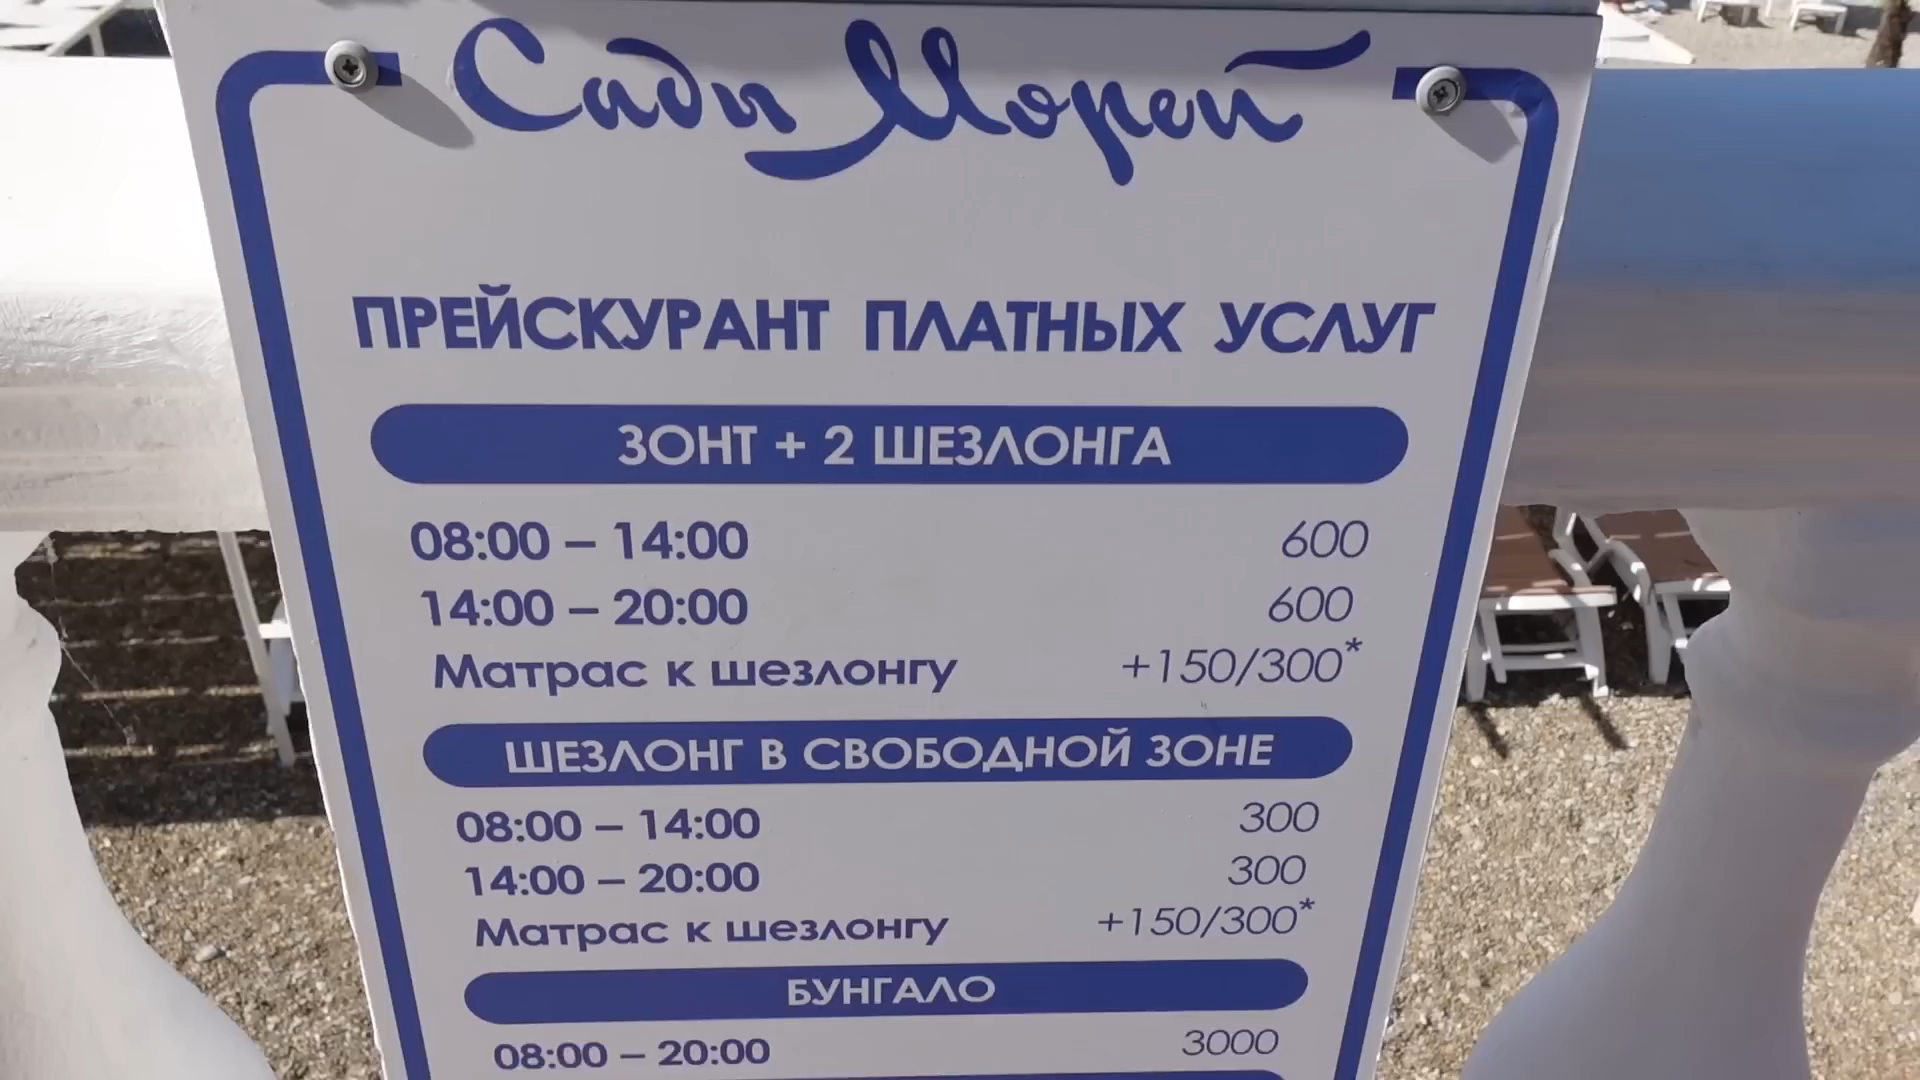 Сады Морей
ПРЕЙСКУРАНТ ПЛАТНЫХ УСЛУГ
ЗОНТ + 2 ШЕЗЛОНГА
08:00 – 14:00 600
14:00 – 20:00 600
Матрас к шезлонгу +150/300*
ШЕЗЛОНГ В СВОБОДНОЙ ЗОНЕ
08:00 – 14:00 300
14:00 – 20:00 300
Матрас к шезлонгу +150/300*
БУНГАЛО
08:00 – 20:00 3000